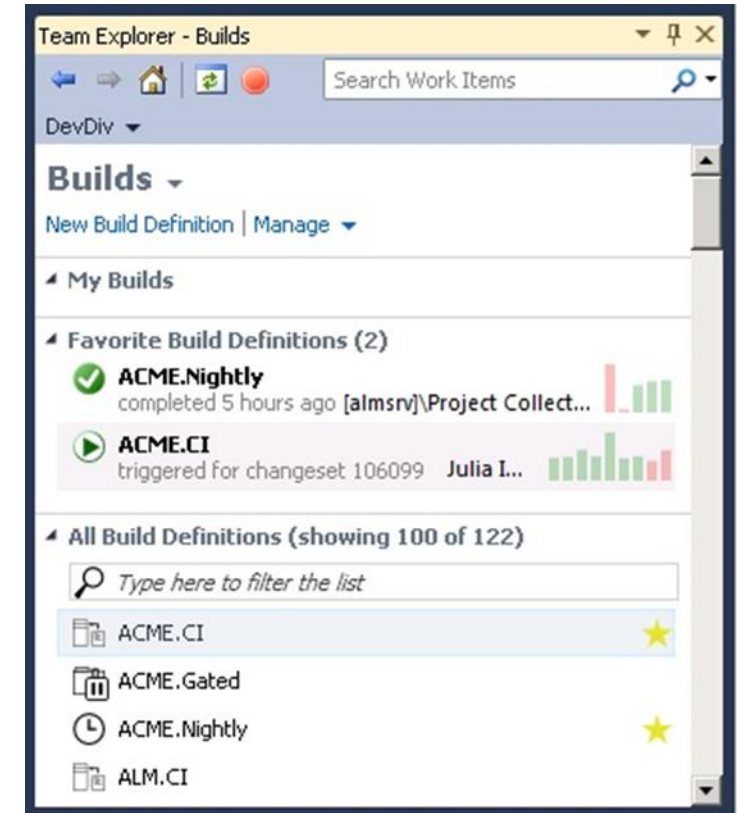 Team Explorer - Builds
Search Work Items
DevDiv
Builds
New Build Definition | Manage
My Builds
Favorite Build Definitions (2)
ACME.Nightly
completed 5 hours ago [almsrv]\Project Collect...
ACME.CI
triggered for changeset 106099 Julia I...
All Build Definitions (showing 100 of 122)
Type here to filter the list
ACME.CI
ACME.Gated
ACME.Nightly
ALM.CI